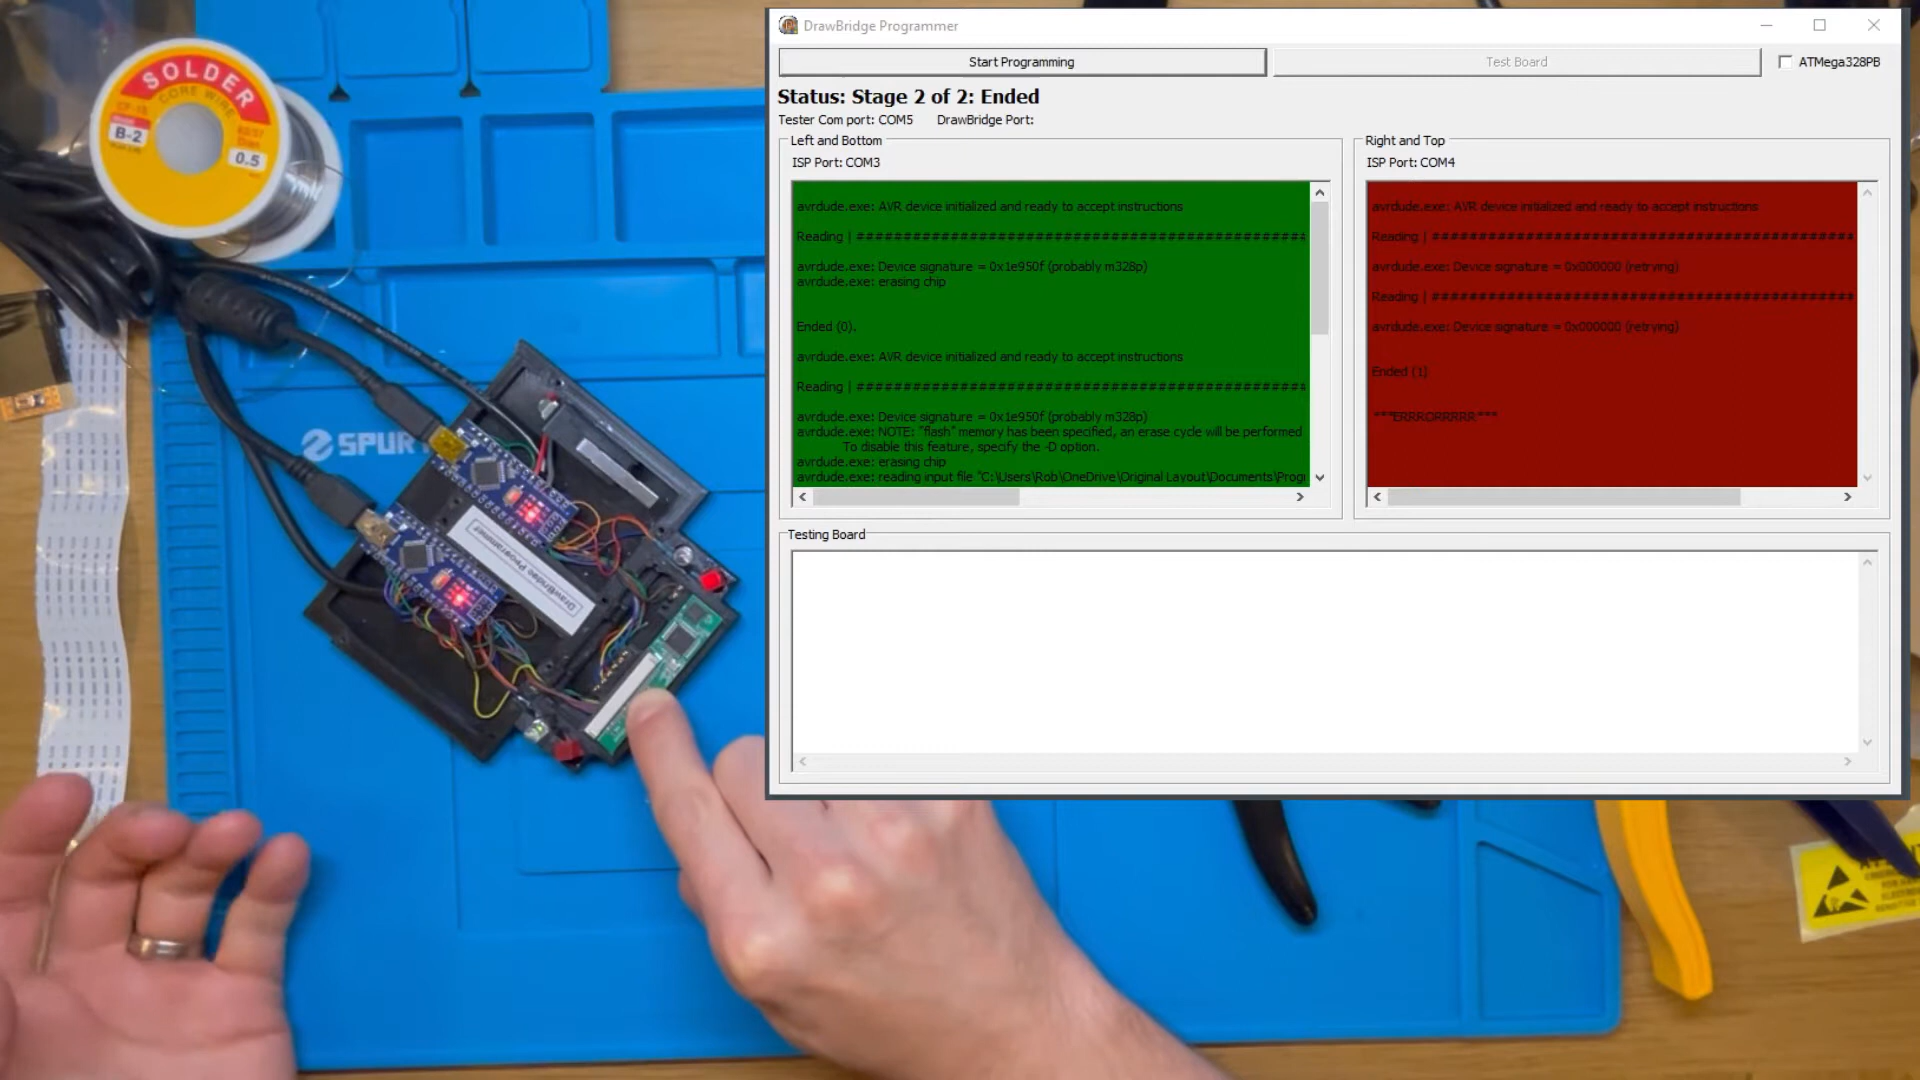 DrawBridge Programmer
Start Programming
Test Board
ATMega328PB
Status: Stage 2 of 2: Ended
Tester Com port: COM5 DrawBridge Port:
Left and Bottom
ISP Port: COM3
avrdude.exe: AVR device initialized and ready to accept instructions
Reading | ################################################
avrdude.exe: Device signature = 0x1e950f (probably m328p)
avrdude.exe: erasing chip
Ended (0).
avrdude.exe: AVR device initialized and ready to accept instructions
Reading | ################################################
avrdude.exe: Device signature = 0x1e950f (probably m328p)
avrdude.exe: NOTE: "flash" memory has been specified, an erase cycle will be performed
To disable this feature, specify the -D option.
avrdude.exe: erasing chip
avrdude.exe: reading input file "C:\Users\Rob\OneDrive\Original Layout\Documents\Progr
Right and Top
ISP Port: COM4
avrdude.exe: AVR device initialized and ready to accept instructions
Reading | ################################################
avrdude.exe: Device signature = 0x000000 (retrying)
Reading | ################################################
avrdude.exe: Device signature = 0x000000 (retrying)
Ended (1)
***ERRRORRRRR***
Testing Board
SOLDER
CORE WIRE
B-2
0.5
SPUR
DrawBridge Programmer